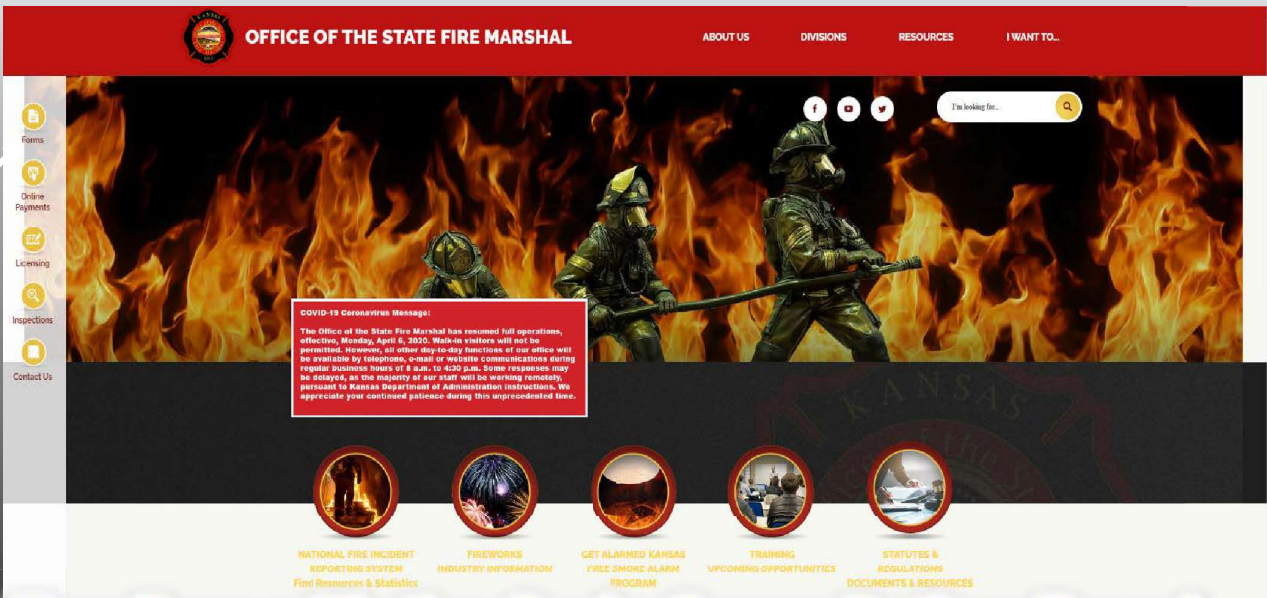 KANSAS
OFFICE OF THE STATE FIRE MARSHAL
ABOUT US
DIVISIONS
RESOURCES
I WANT TO...
I'm looking for...
Forms
Online
Payments
Licensing
Inspections
Contact Us
COVID-19 Coronavirus Message:
The Office of the State Fire Marshal has resumed full operations,
effective, Monday, April 6, 2020. Walk-in visitors will not be
permitted. However, all other day-to-day functions of our office will
be available by telephone, e-mail or website communications during
regular business hours of 8 a.m. to 4:30 p.m. Some responses may
be delayed, as the majority of our staff will be working remotely,
pursuant to Kansas Department of Administration instructions. We
appreciate your continued patience during this unprecedented time.
KANSAS
of the S
NATIONAL FIRE INCIDENT
REPORTING SYSTEM
Find Resources & Statistics
FIREWORKS
INDUSTRY INFORMATION
GET ALARMED KANSAS
FREE SMOKE ALARM
PROGRAM
TRAINING
UPCOMING OPPORTUNITIES
STATUTES &
REGULATIONS
DOCUMENTS & RESOURCES